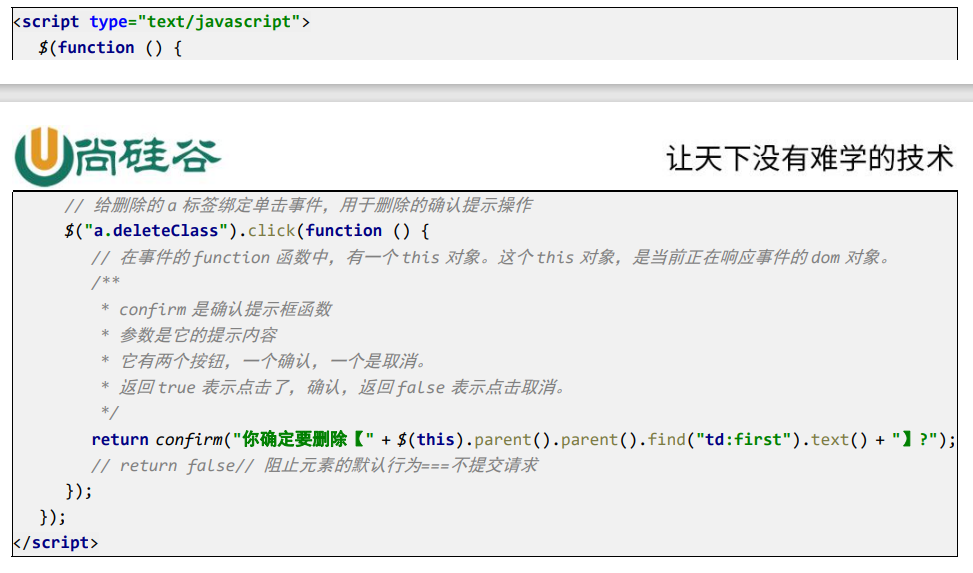 <script type="text/javascript">
$(function () {
尚硅谷
让天下没有难学的技术
// 给删除的 a 标签绑定单击事件，用于删除的确认提示操作
$("a.deleteClass").click(function () {
// 在事件的 function 函数中，有一个 this 对象。这个 this 对象，是当前正在响应事件的 dom 对象。
/**
* confirm 是确认提示框函数
* 参数是它的提示内容
* 它有两个按钮，一个确认，一个是取消。
* 返回 true 表示点击了，确认，返回 false 表示点击取消。
*/
return confirm("你确定要删除【" + $(this).parent().parent().find("td:first").text() + "】?");
// return false// 阻止元素的默认行为===不提交请求
});
});
</script>